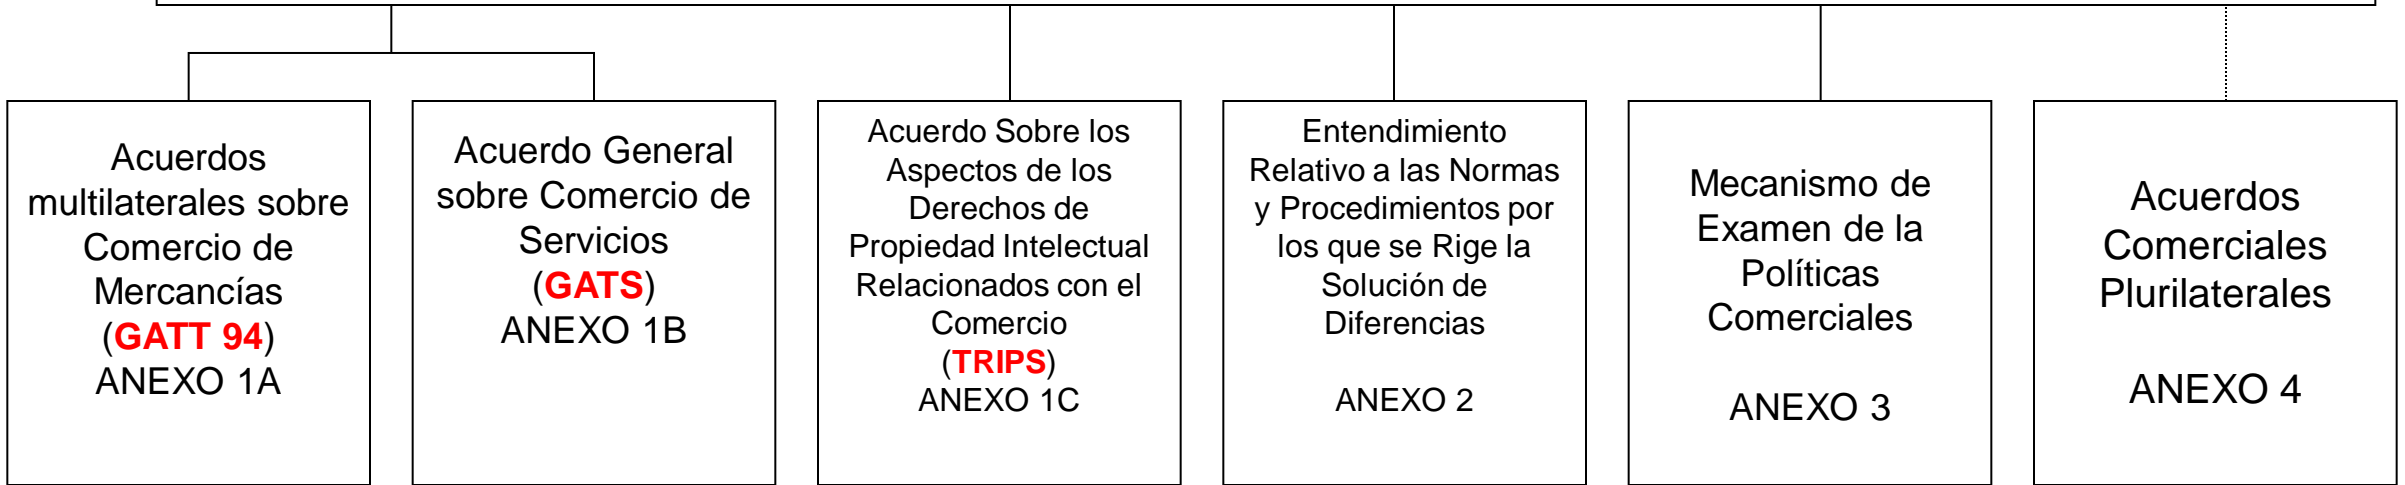 Acuerdos
multilaterales sobre
Comercio de
Mercancías
(GATT 94)
ANEXO 1A
Acuerdo General
sobre Comercio de
Servicios
(GATS)
ANEXO 1B
Acuerdo Sobre los
Aspectos de los
Derechos de
Propiedad Intelectual
Relacionados con el
Comercio
(TRIPS)
ANEXO 1C
Entendimiento
Relativo a las Normas
y Procedimientos por
los que se Rige la
Solución de
Diferencias
ANEXO 2
Mecanismo de
Examen de la
Políticas
Comerciales
ANEXO 3
Acuerdos
Comerciales
Plurilaterales
ANEXO 4